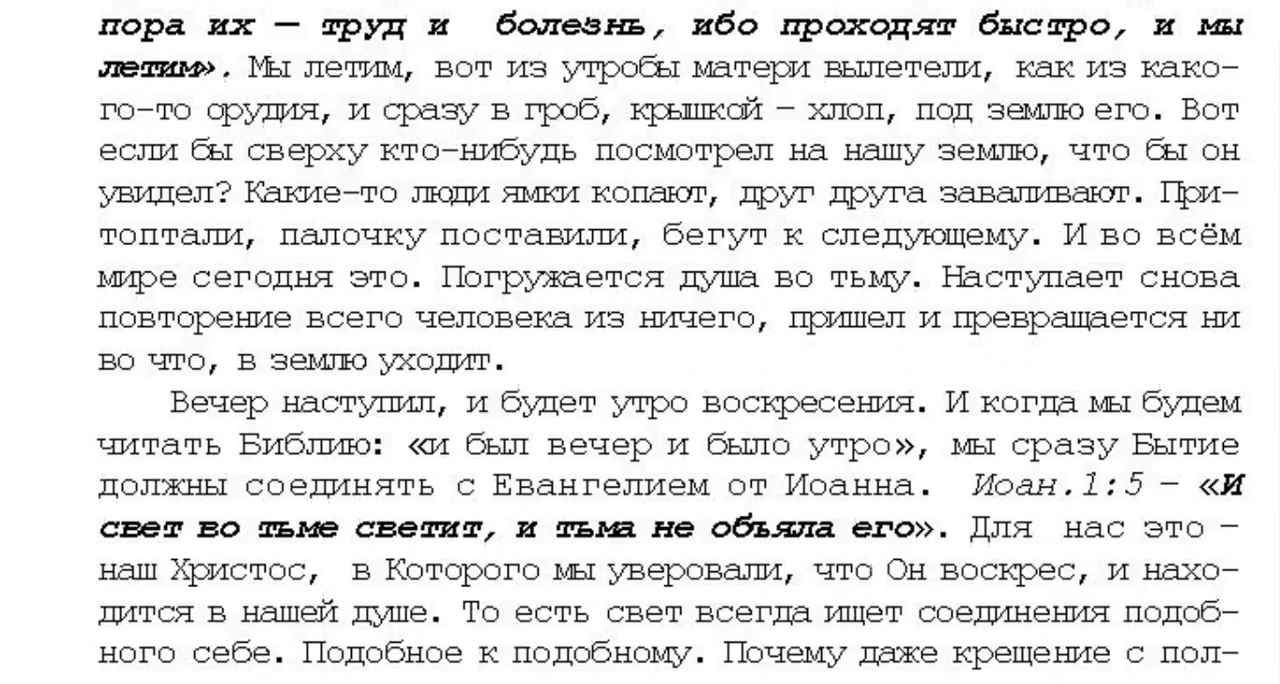 пора их — труд и болезнь, ибо проходят быстро, и мы
летим». Мы летим, вот из утробы матери вылетели, как из како-
го-то орудия, и сразу в гроб, крышкой - хлоп, под землю его. Вот
если бы сверху кто-нибудь посмотрел на нашу землю, что бы он
увидел? Какие-то люди ямки копают, друг друга заваливают. При-
топтали, палочку поставили, бегут к следующему. И во всём
мире сегодня это. Погружается душа во тьму. Наступает снова
повторение всего человека из ничего, пришел и превращается ни
во что, в землю уходит.
Вечер наступил, и будет утро воскресения. И когда мы будем
читать Библию: «и был вечер и было утро», мы сразу Бытие
должны соединять с Евангелием от Иоанна. Иоан.1:5 - «И
свет во тьме светит, и тьма не объяла его». Для нас это -
наш Христос, в Которого мы уверовали, что Он воскрес, и нахо-
дится в нашей душе. То есть свет всегда ищет соединения подоб-
ного себе. Подобное к подобному. Почему даже крещение с пол-